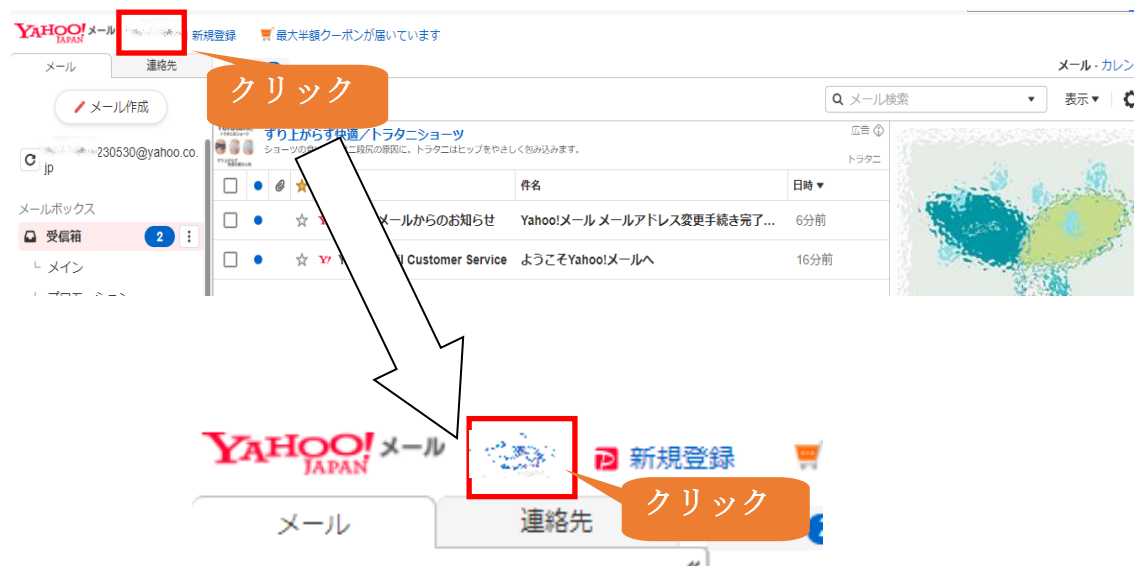 YAHOO! メール 新規登録 最大半額クーポンが届いています
JAPAN
メール 連絡先 メール - カレン
クリック
メール作成 メール検索 表示▼
すり上がらず快適／トラタニショーツ 広告
トラタニ
230530@yahoo.co.
jp
件名 日時▼
メールボックス
受信箱 2
メールからのお知らせ Yahoo!メール メールアドレス変更手続き完了... 6分前
Customer Service ようこそYahoo!メールへ 16分前
メイン
プロモーション
YAHOO! メール 新規登録
JAPAN
クリック
メール 連絡先